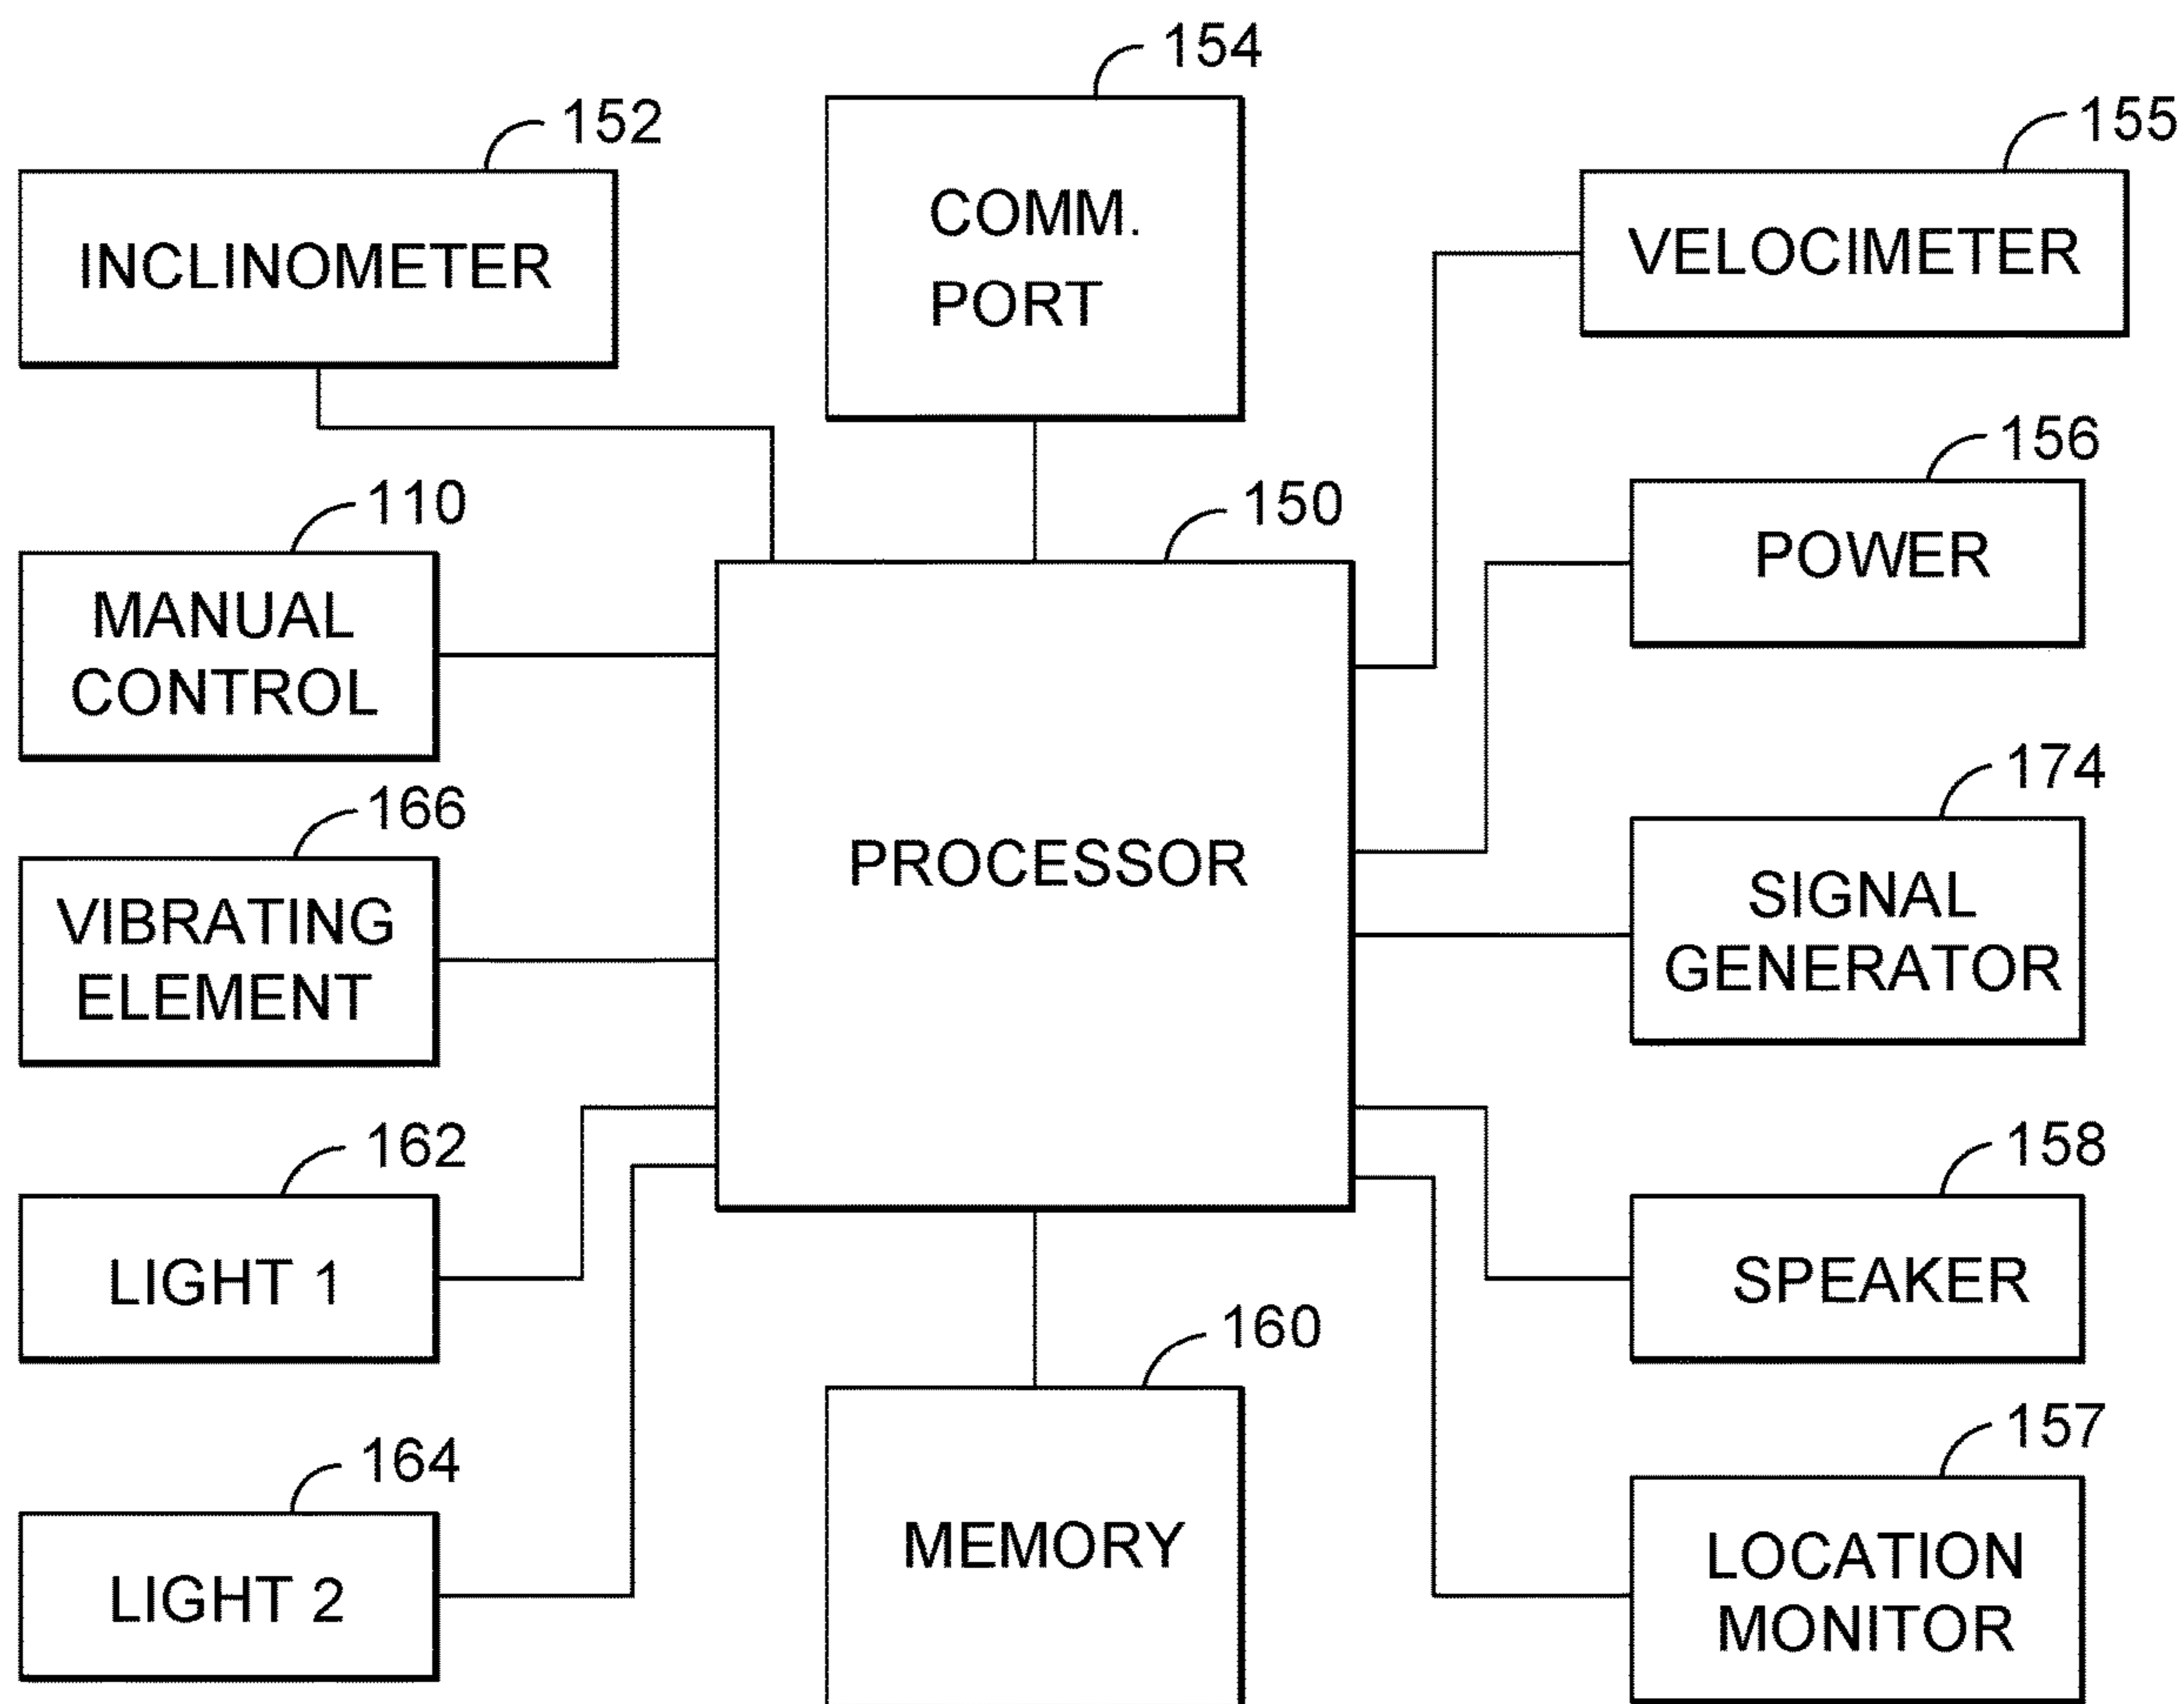 154
152
155
INCLINOMETER
COMM.
PORT
VELOCIMETER
156
110
150
POWER
MANUAL
CONTROL
174
166
PROCESSOR
SIGNAL
GENERATOR
VIBRATING
ELEMENT
162
158
LIGHT 1
SPEAKER
160
157
164
MEMORY
LOCATION
MONITOR
LIGHT 2